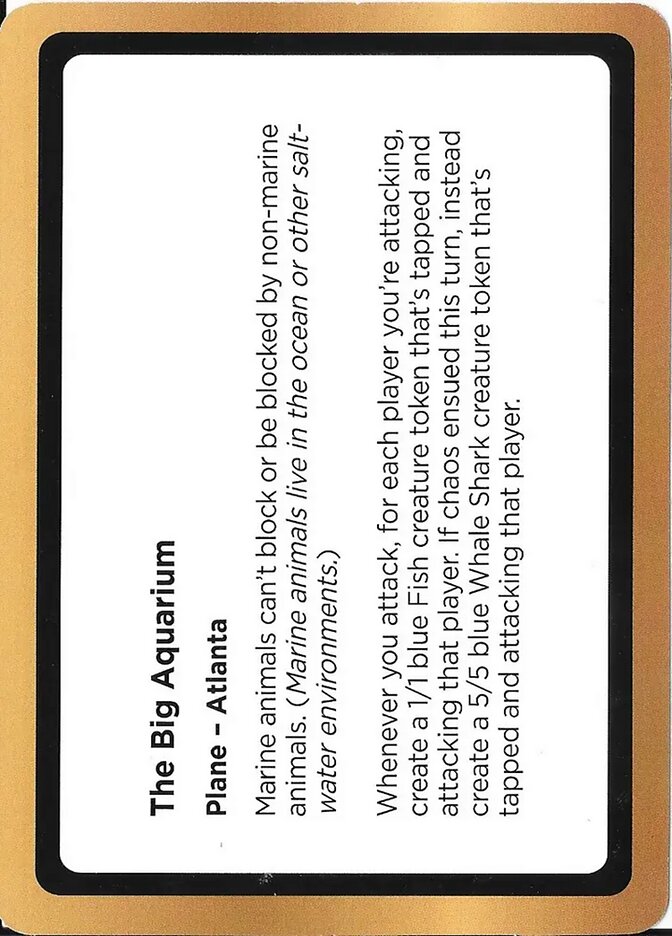 The Big Aquarium
Plane – Atlanta
Marine animals can't block or be blocked by non-marine
animals. (Marine animals live in the ocean or other salt-
water environments.)
Whenever you attack, for each player you're attacking,
create a 1/1 blue Fish creature token that's tapped and
attacking that player. If chaos ensued this turn, instead
create a 5/5 blue Whale Shark creature token that's
tapped and attacking that player.